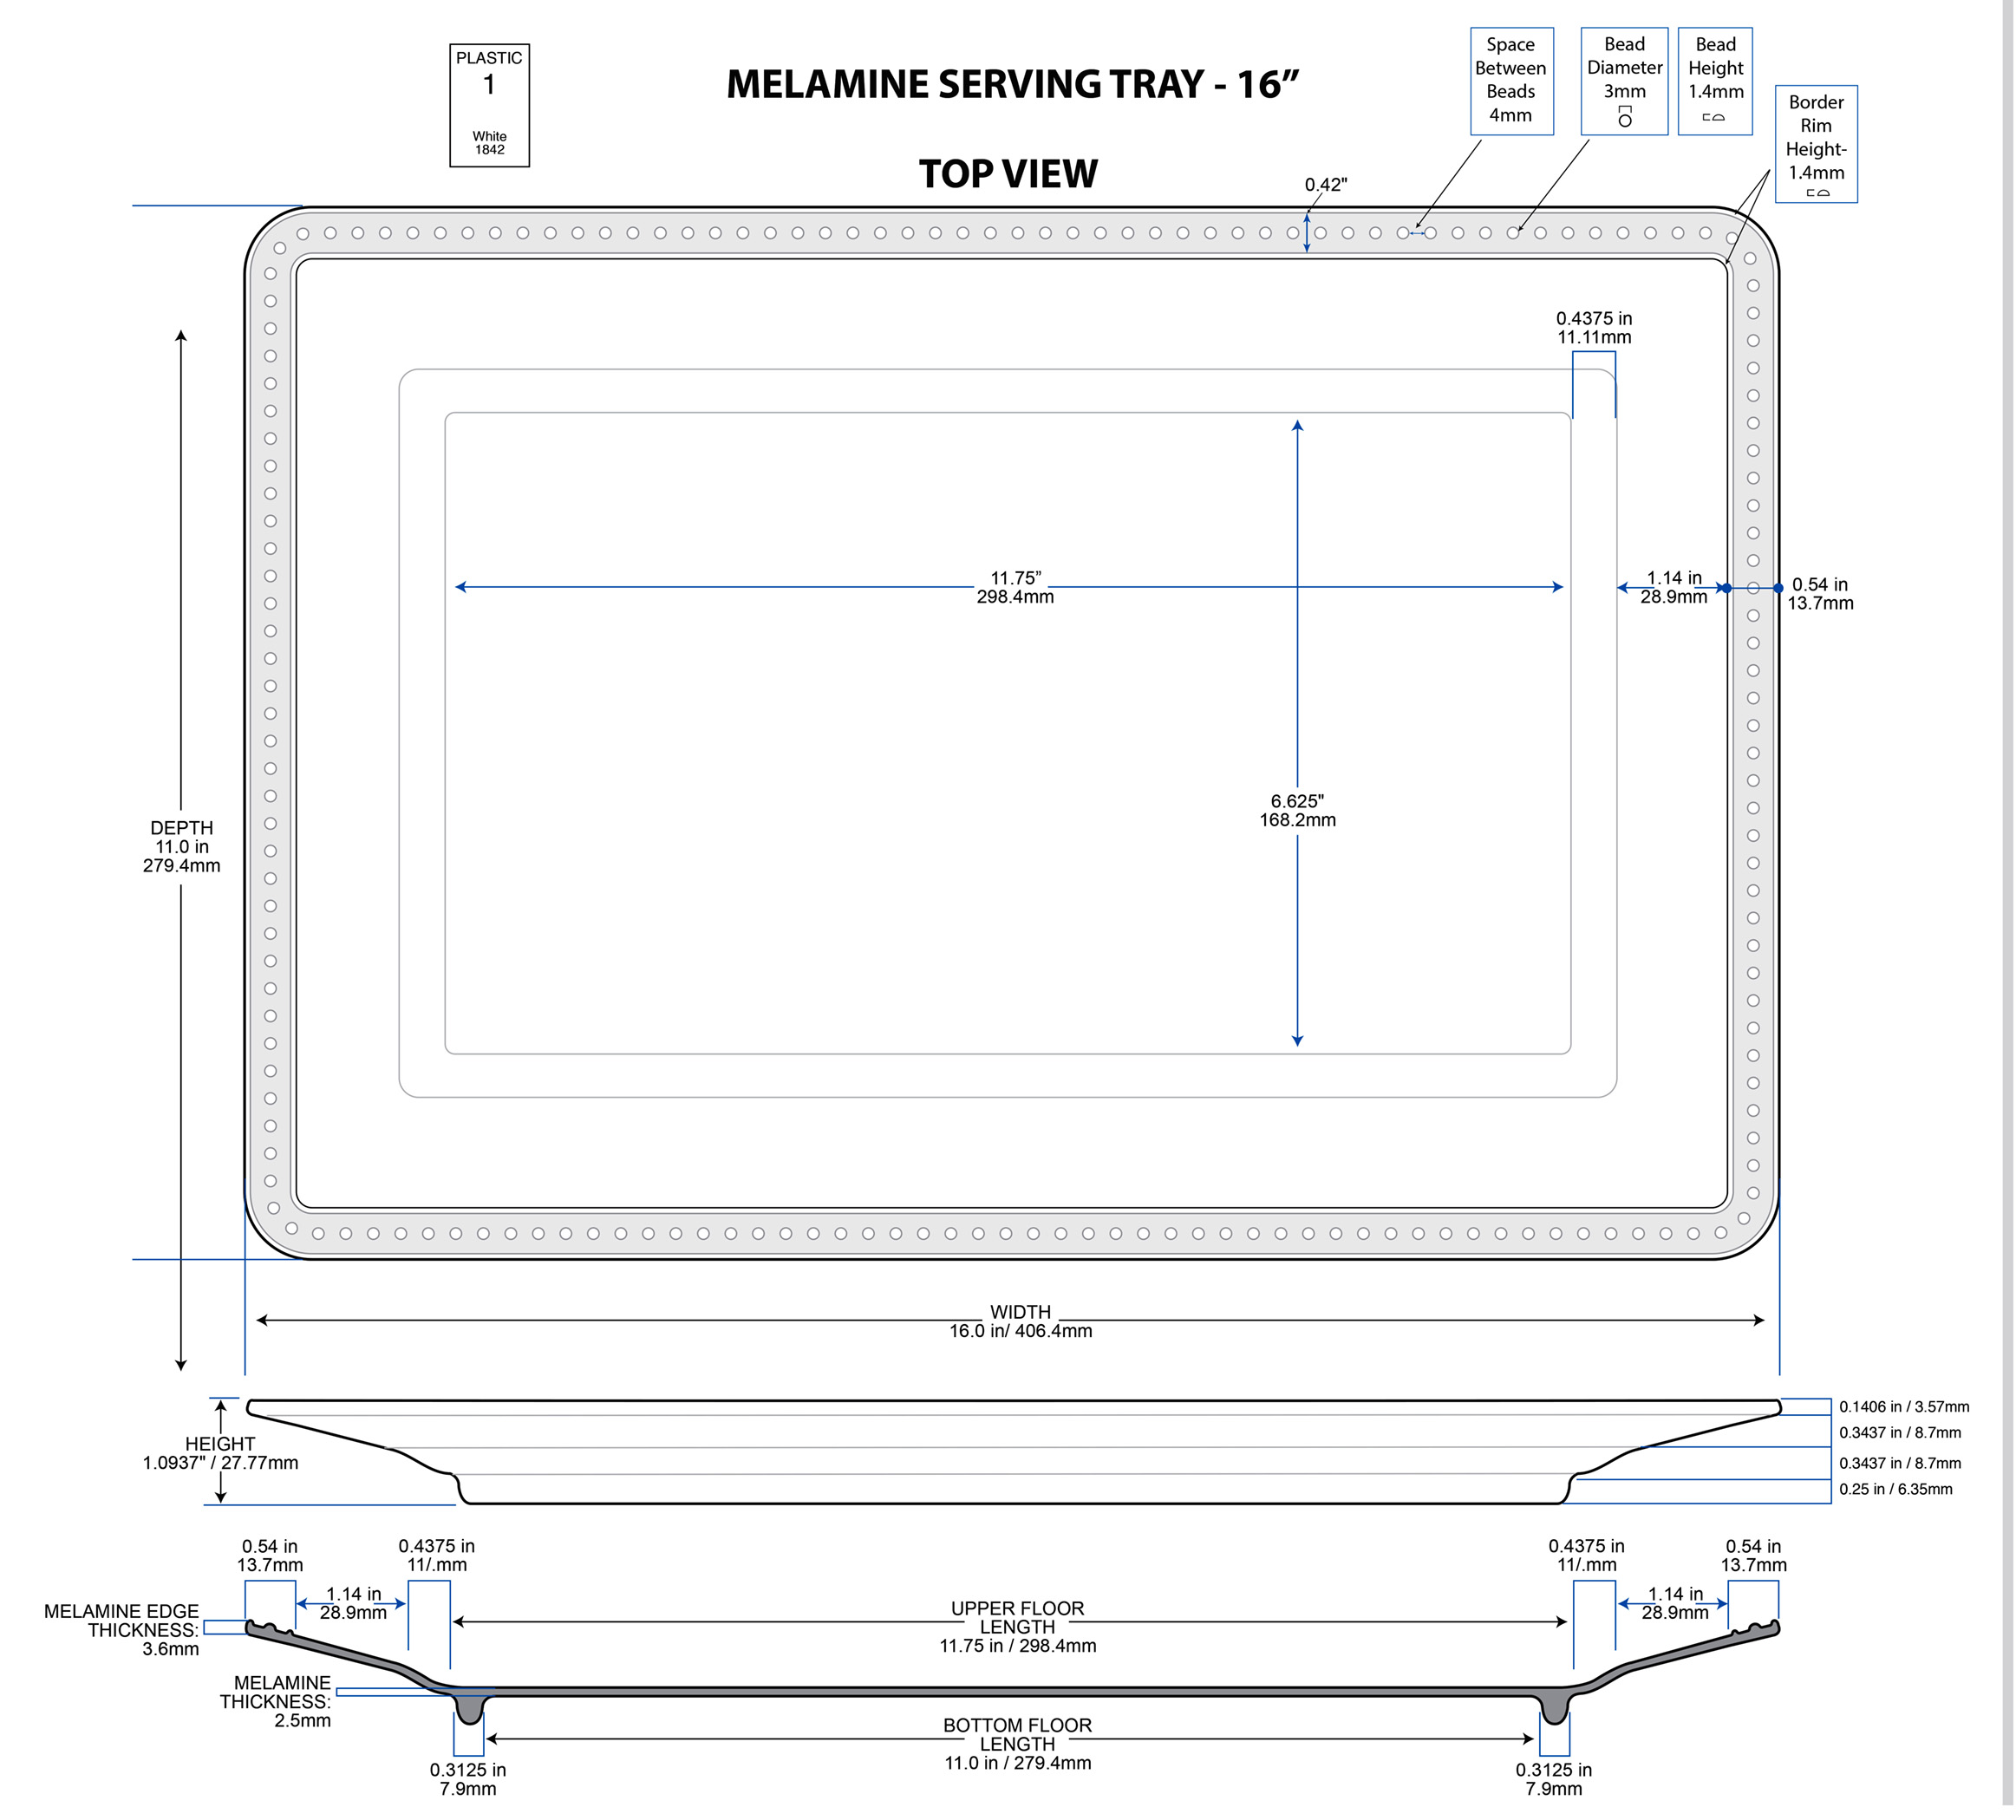 PLASTIC
1
White
1842
MELAMINE SERVING TRAY - 16”
TOP VIEW
Space
Between
Beads
4mm
Bead
Diameter
3mm
Bead
Height
1.4mm
Border
Rim
Height-
1.4mm
0.42"
0.4375 in
11.11mm
11.75”
298.4mm
1.14 in
28.9mm
0.54 in
13.7mm
6.625"
168.2mm
DEPTH
11.0 in
279.4mm
WIDTH
16.0 in/ 406.4mm
HEIGHT
1.0937" / 27.77mm
0.1406 in / 3.57mm
0.3437 in / 8.7mm
0.3437 in / 8.7mm
0.25 in / 6.35mm
0.54 in
13.7mm
0.4375 in
11/.mm
1.14 in
28.9mm
MELAMINE EDGE
THICKNESS:
3.6mm
UPPER FLOOR
LENGTH
11.75 in / 298.4mm
0.4375 in
11/.mm
0.54 in
13.7mm
1.14 in
28.9mm
MELAMINE
THICKNESS:
2.5mm
BOTTOM FLOOR
LENGTH
11.0 in / 279.4mm
0.3125 in
7.9mm
0.3125 in
7.9mm